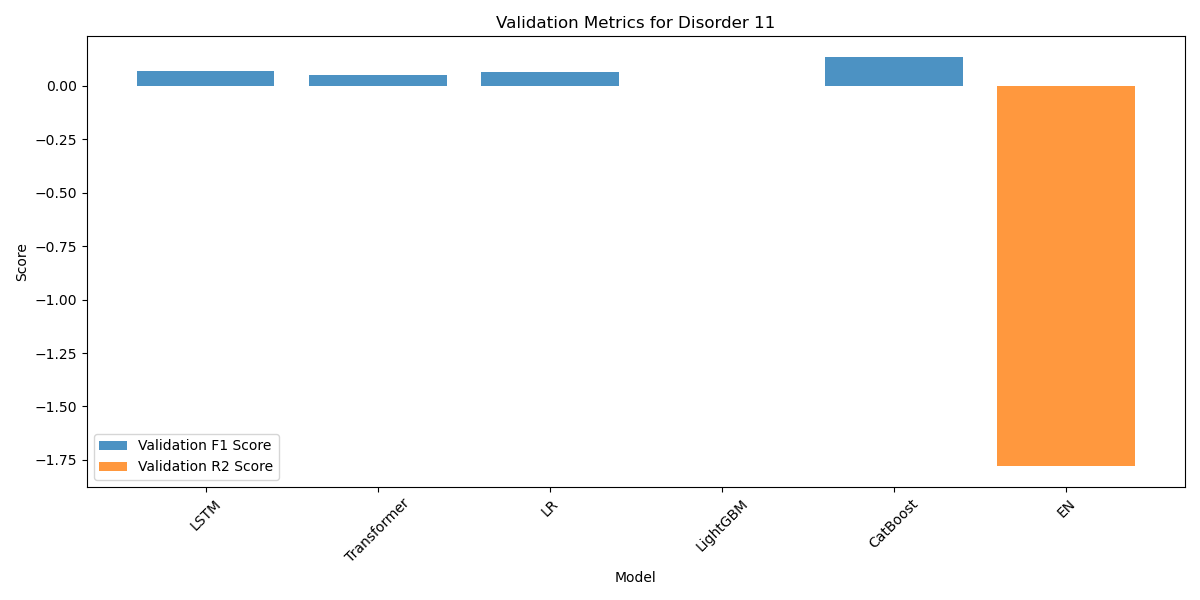 Validation Metrics for Disorder 11
Score
0.00
−0.25
−0.50
−0.75
−1.00
−1.25
−1.50
−1.75
Validation F1 Score
Validation R2 Score
LSTM
Transformer
LR
LightGBM
CatBoost
EN
Model